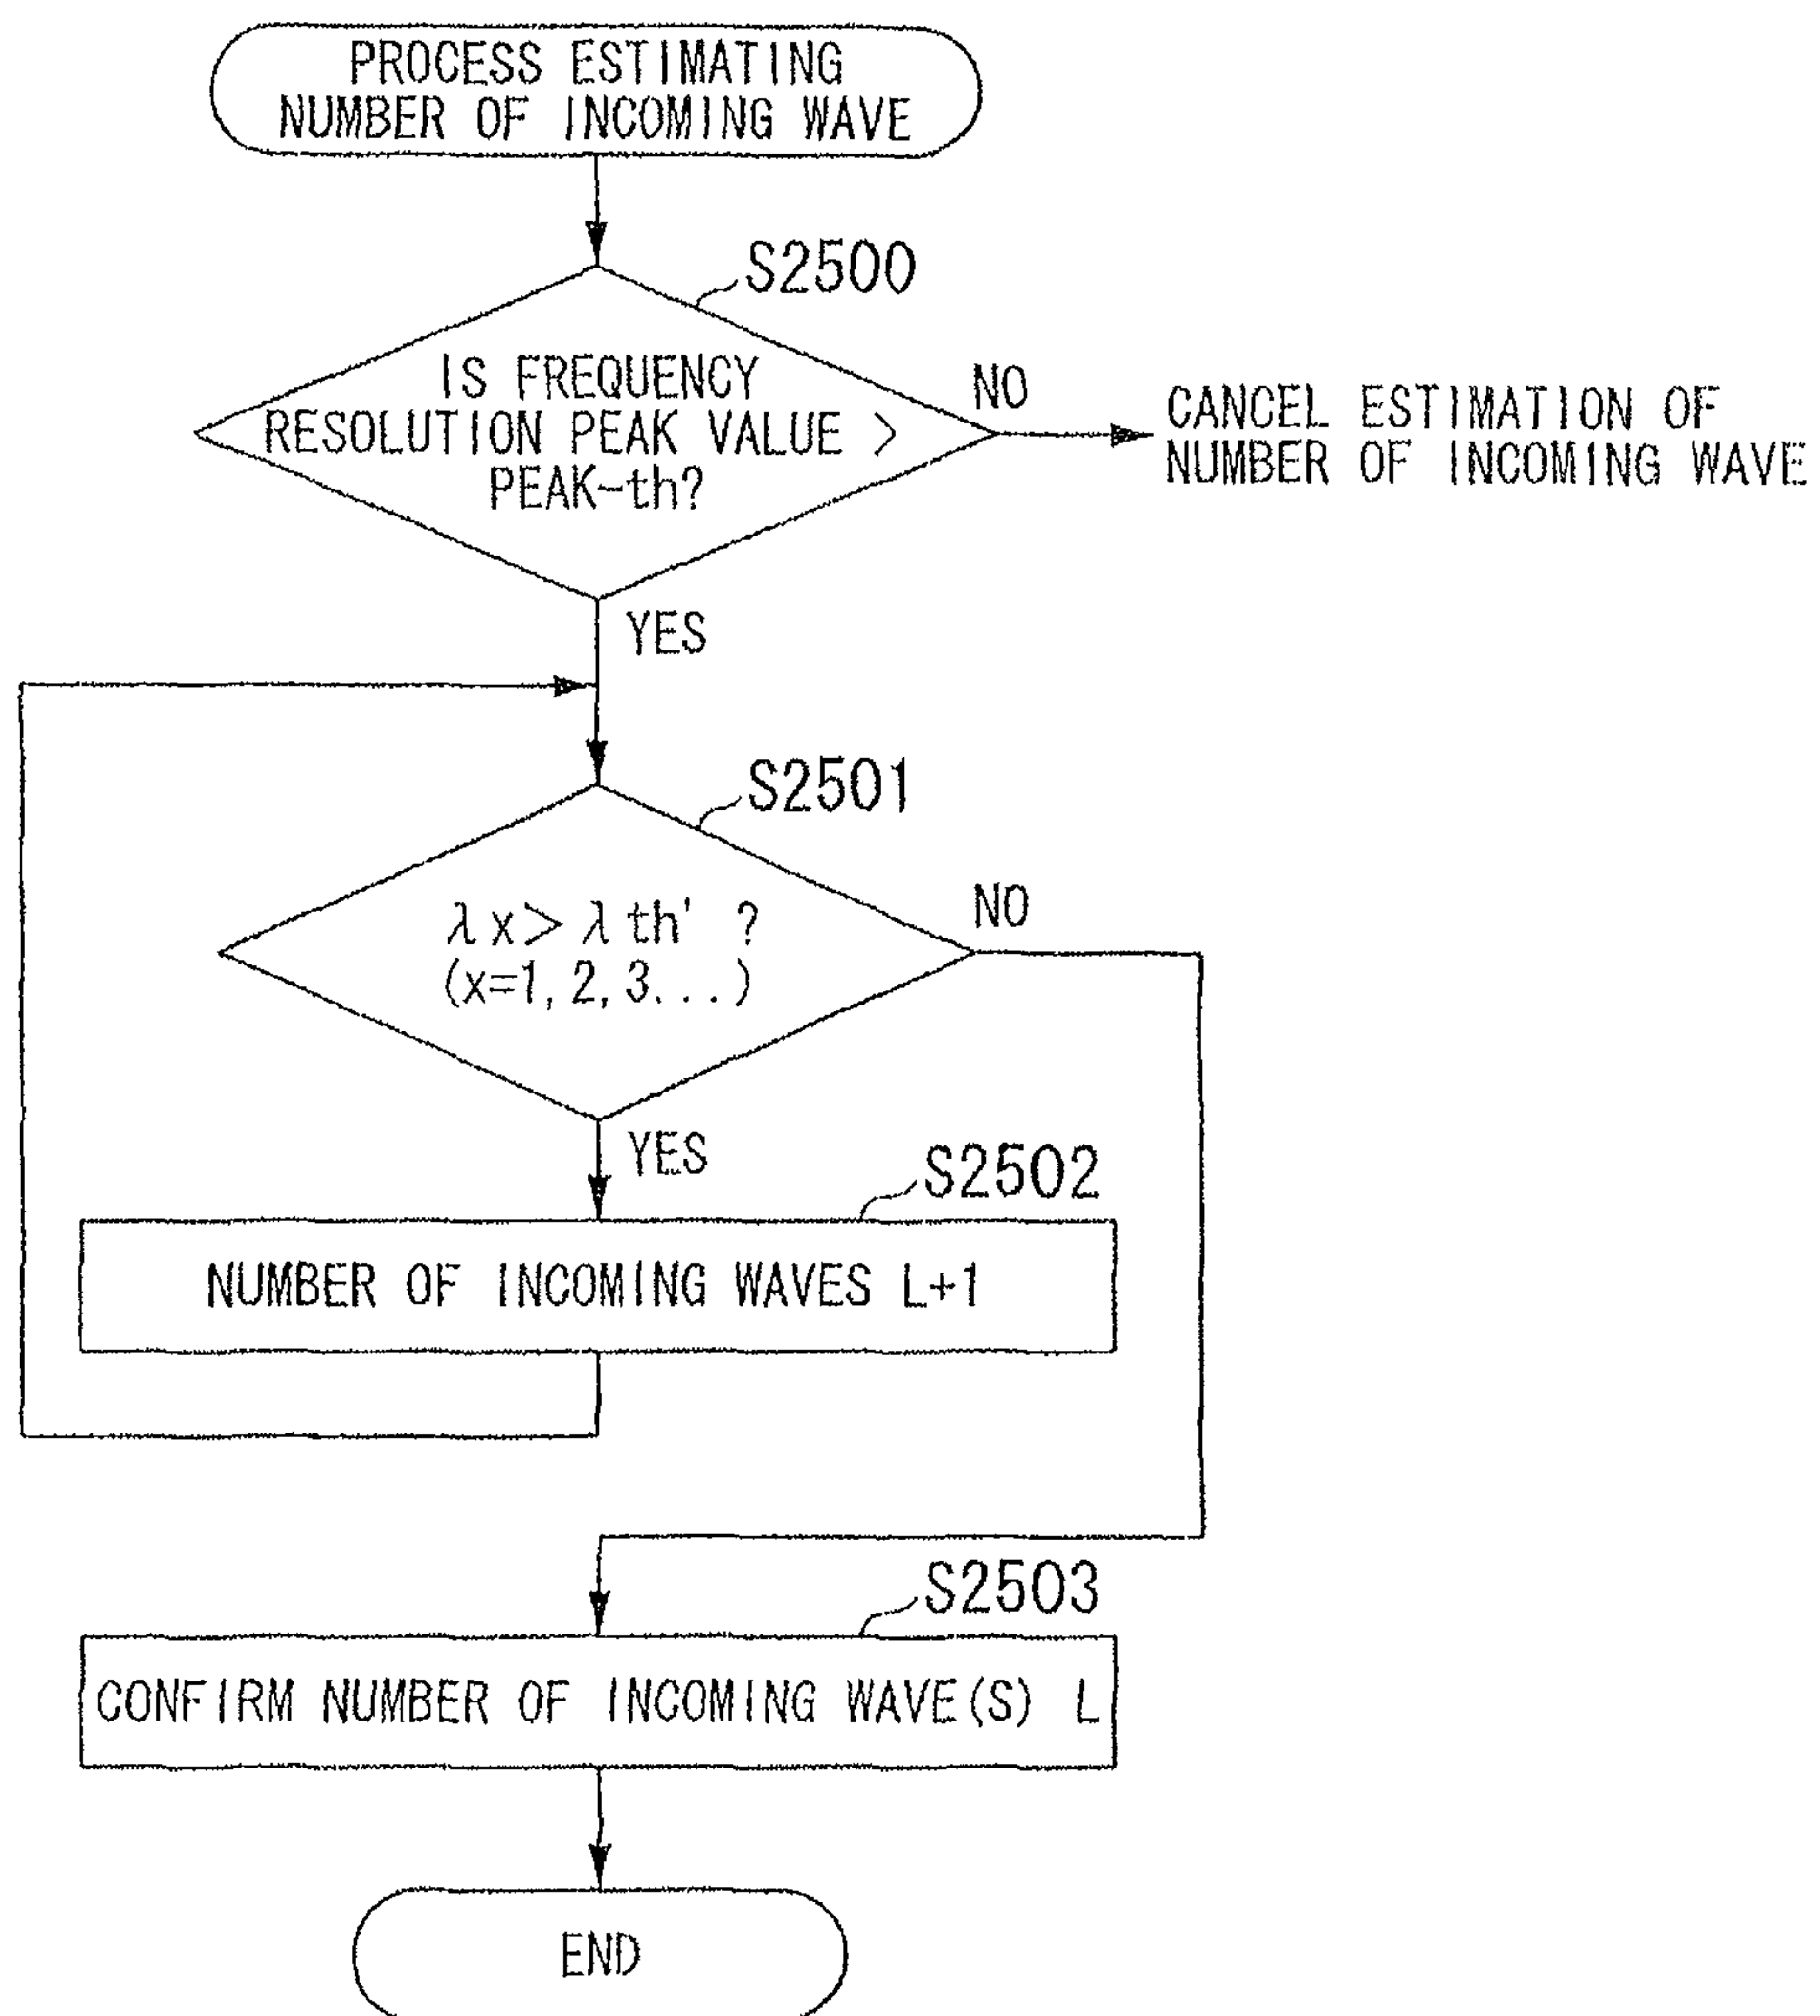 PROCESS ESTIMATING
NUMBER OF INCOMING WAVE
S2500
IS FREQUENCY
RESOLUTION PEAK VALUE >
PEAK-th?
NO
CANCEL ESTIMATION OF
NUMBER OF INCOMING WAVE
YES
S2501
λx> λth' ?
(x=1, 2, 3...)
NO
YES
S2502
NUMBER OF INCOMING WAVES L+1
S2503
CONFIRM NUMBER OF INCOMING WAVE(S) L
END